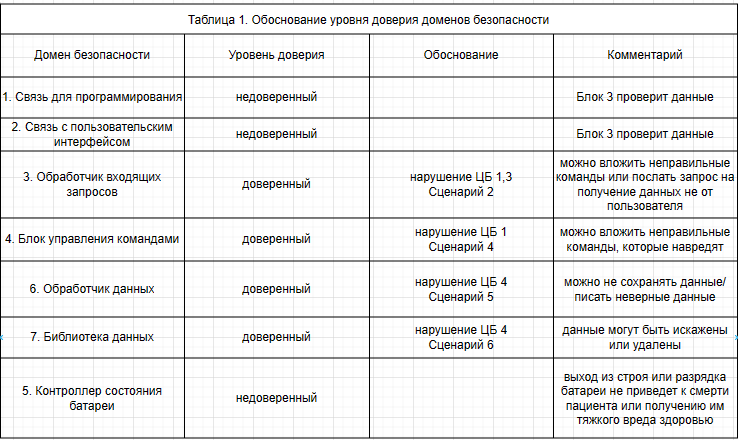 Таблица 1. Обоснование уровня доверия доменов безопасности
Домен безопасности
Уровень доверия
Обоснование
Комментарий
1. Связь для программирования
недоверенный
Блок 3 проверит данные
2. Связь с пользовательским
интерфейсом
недоверенный
Блок 3 проверит данные
3. Обработчик входящих
запросов
доверенный
нарушение ЦБ 1,3
Сценарий 2
можно вложить неправильные
команды или послать запрос на
получение данных не от
пользователя
4. Блок управления командами
доверенный
нарушение ЦБ 1
Сценарий 4
можно вложить неправильные
команды, которые навредят
6. Обработчик данных
доверенный
нарушение ЦБ 4
Сценарий 5
можно не сохранять данные/
писать неверные данные
7. Библиотека данных
доверенный
нарушение ЦБ 4
Сценарий 6
данные могут быть искажены
или удалены
5. Контроллер состояния
батареи
недоверенный
выход из строя или разрядка
батареи не приведет к смерти
пациента или получению им
тяжкого вреда здоровью